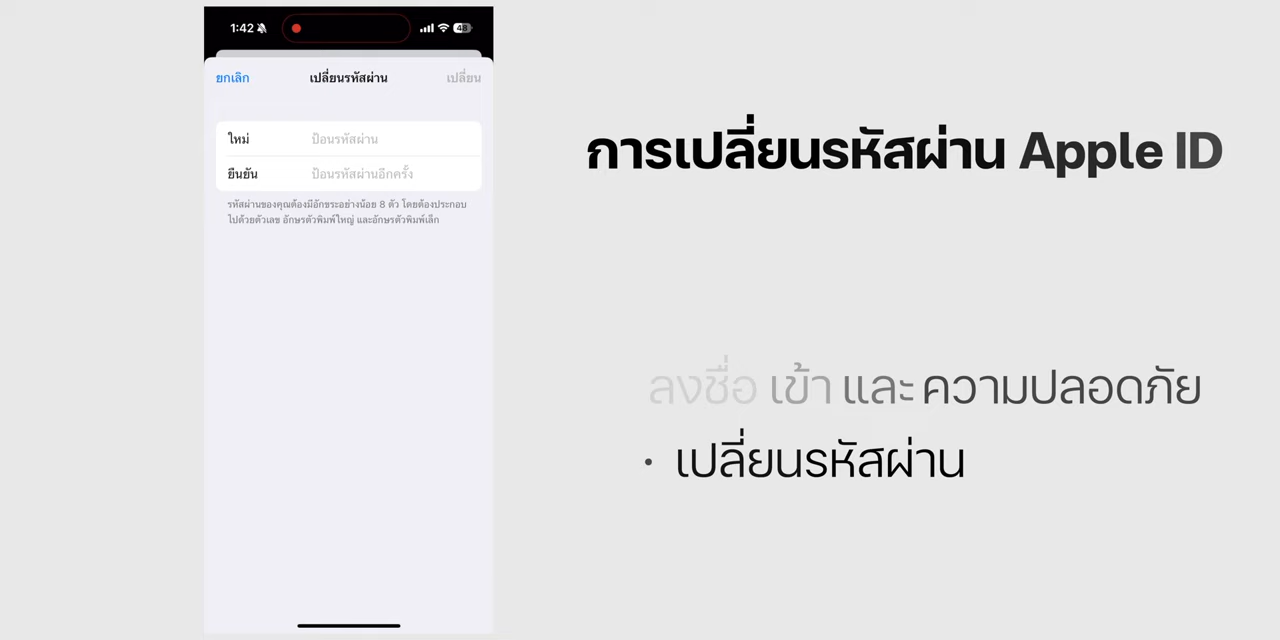 1:42
48
ยกเลิก เปลี่ยนรหัสผ่าน เปลี่ยน
ใหม่ ป้อนรหัสผ่าน
ยืนยัน ป้อนรหัสผ่านอีกครั้ง
รหัสผ่านของคุณต้องมีอักขระอย่างน้อย 8 ตัว โดยต้องประกอบ
ไปด้วยตัวเลข อักษรตัวพิมพ์ใหญ่ และอักษรตัวพิมพ์เล็ก
การเปลี่ยนรหัสผ่าน Apple ID
ลงชื่อ เข้า และ ความปลอดภัย
• เปลี่ยนรหัสผ่าน